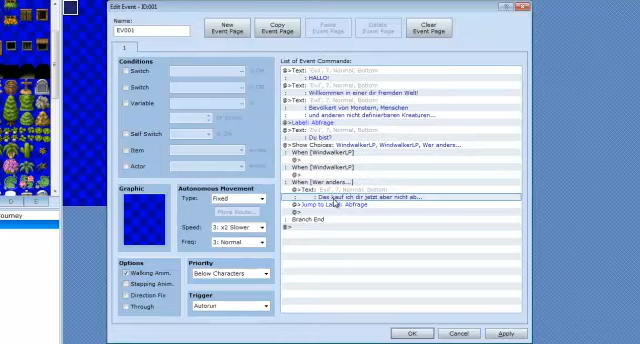 Edit Event - ID:001
Name:
EV001
New
Event Page
Copy
Event Page
Paste
Event Page
Delete
Event Page
Clear
Event Page
1
Conditions
Switch
Switch
Variable
Self Switch
Item
Actor
Graphic
Autonomous Movement
Type: Fixed
Move Route...
Speed: 3: x2 Slower
Freq: 3: Normal
Options
Walking Anim.
Stepping Anim.
Direction Fix
Through
Priority
Below Characters
Trigger
Autorun
List of Event Commands:
@>Text: 'Evil', 7, Normal, Bottom
: : HALLO!
: : Willkommen in einer dir fremden Welt!
@>Text: 'Evil', 7, Normal, Bottom
: : Bevölkert von Monstern, Menschen
: : und anderen nicht definierbaren Kreaturen...
@>Label: Abfrage
@>Text: 'Evil', 7, Normal, Bottom
: : Du bist?
@>Show Choices: WindwalkerLP, WindwalkerLP, Wer anders...
: When [WindwalkerLP]
@>
: When [WindwalkerLP]
@>
: When [Wer anders...]
@>Text: 'Evil', 7, Normal, Bottom
: : Das kauf ich dir jetzt aber nicht ab...
@>Jump to Label: Abfrage
@>
: Branch End
@>
OK
Cancel
Apply
D
E
ourney